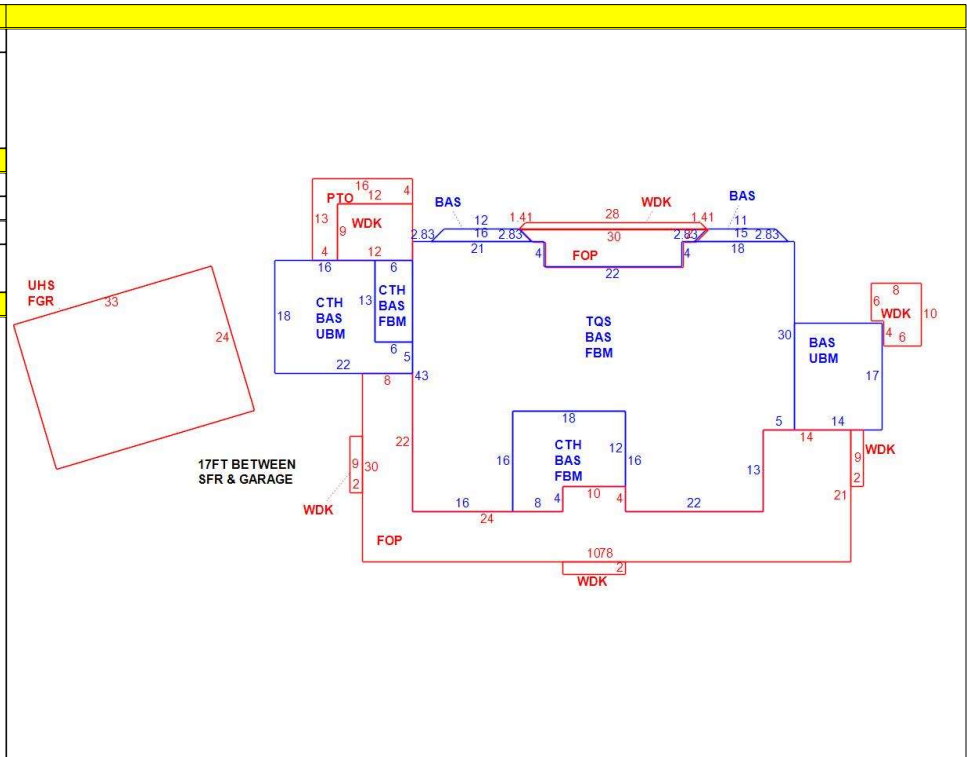 16
12
4
PTO
WDK
13
9
4
12
BAS
12
16
2.83
2.83
21
1.41
28
1.41
WDK
30
FOP
4
4
22
BAS
11
15
2.83
2.83
18
UHS
FGR
33
24
16
6
18
CTH
BAS
UBM
13
CTH
BAS
FBM
6
5
22
43
8
TQS
BAS
FBM
30
8
6
WDK
10
4
6
BAS
UBM
17
5
14
14
18
CTH
BAS
FBM
12
16
16
22
9
30
2
17FT BETWEEN
SFR & GARAGE
WDK
10
4
4
16
24
8
22
13
9
WDK
2
21
FOP
1078
2
WDK